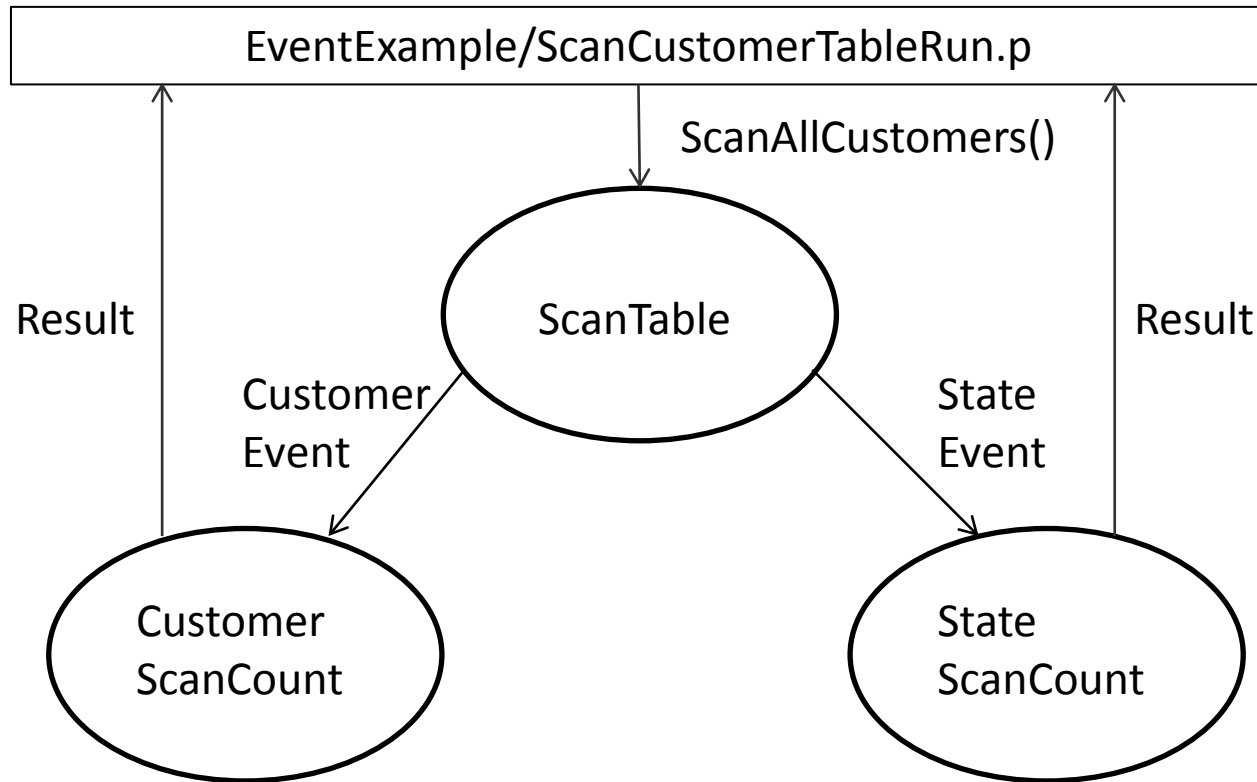 EventExample/ScanCustomerTableRun.p
ScanAllCustomers()
Result
ScanTable
Result
Customer
Event
State
Event
Customer
ScanCount
State
ScanCount